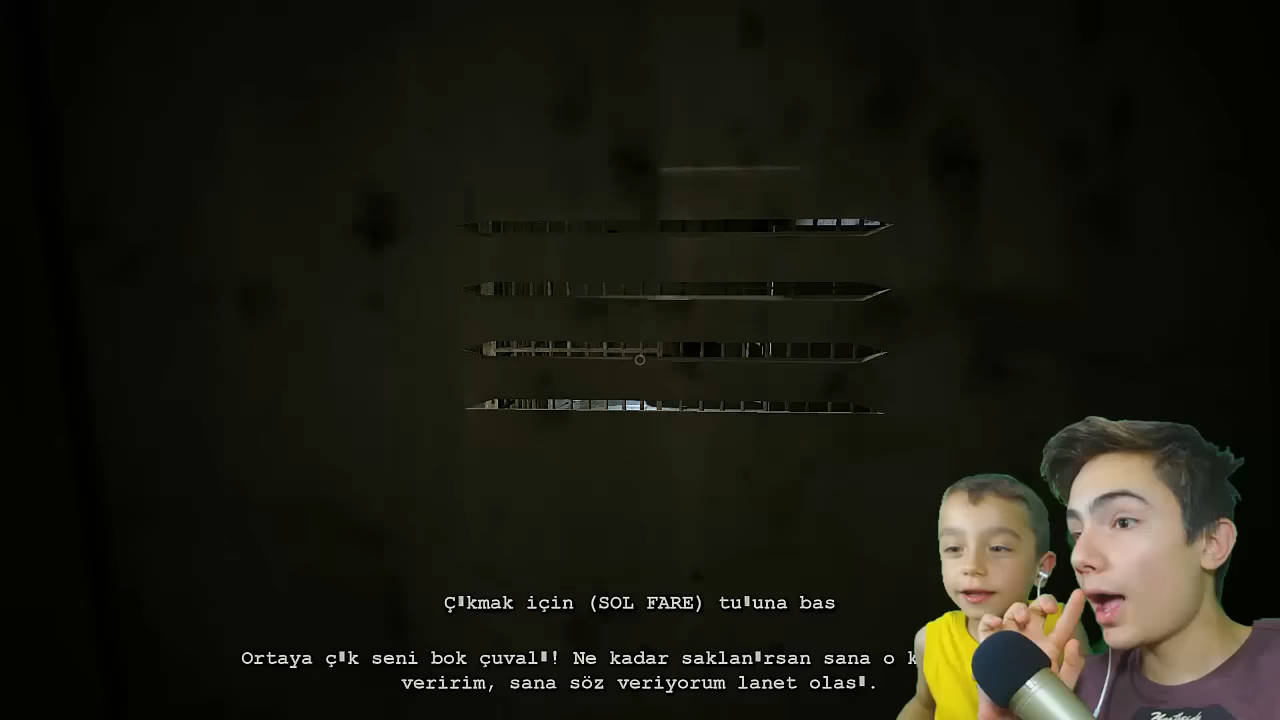 Ç▮kmak için (SOL FARE) tu▮una bas
Ortaya ç▮k seni bok çuval▮! Ne kadar saklan▮rsan sana o
veririm, sana söz veriyorum lanet olas▮.